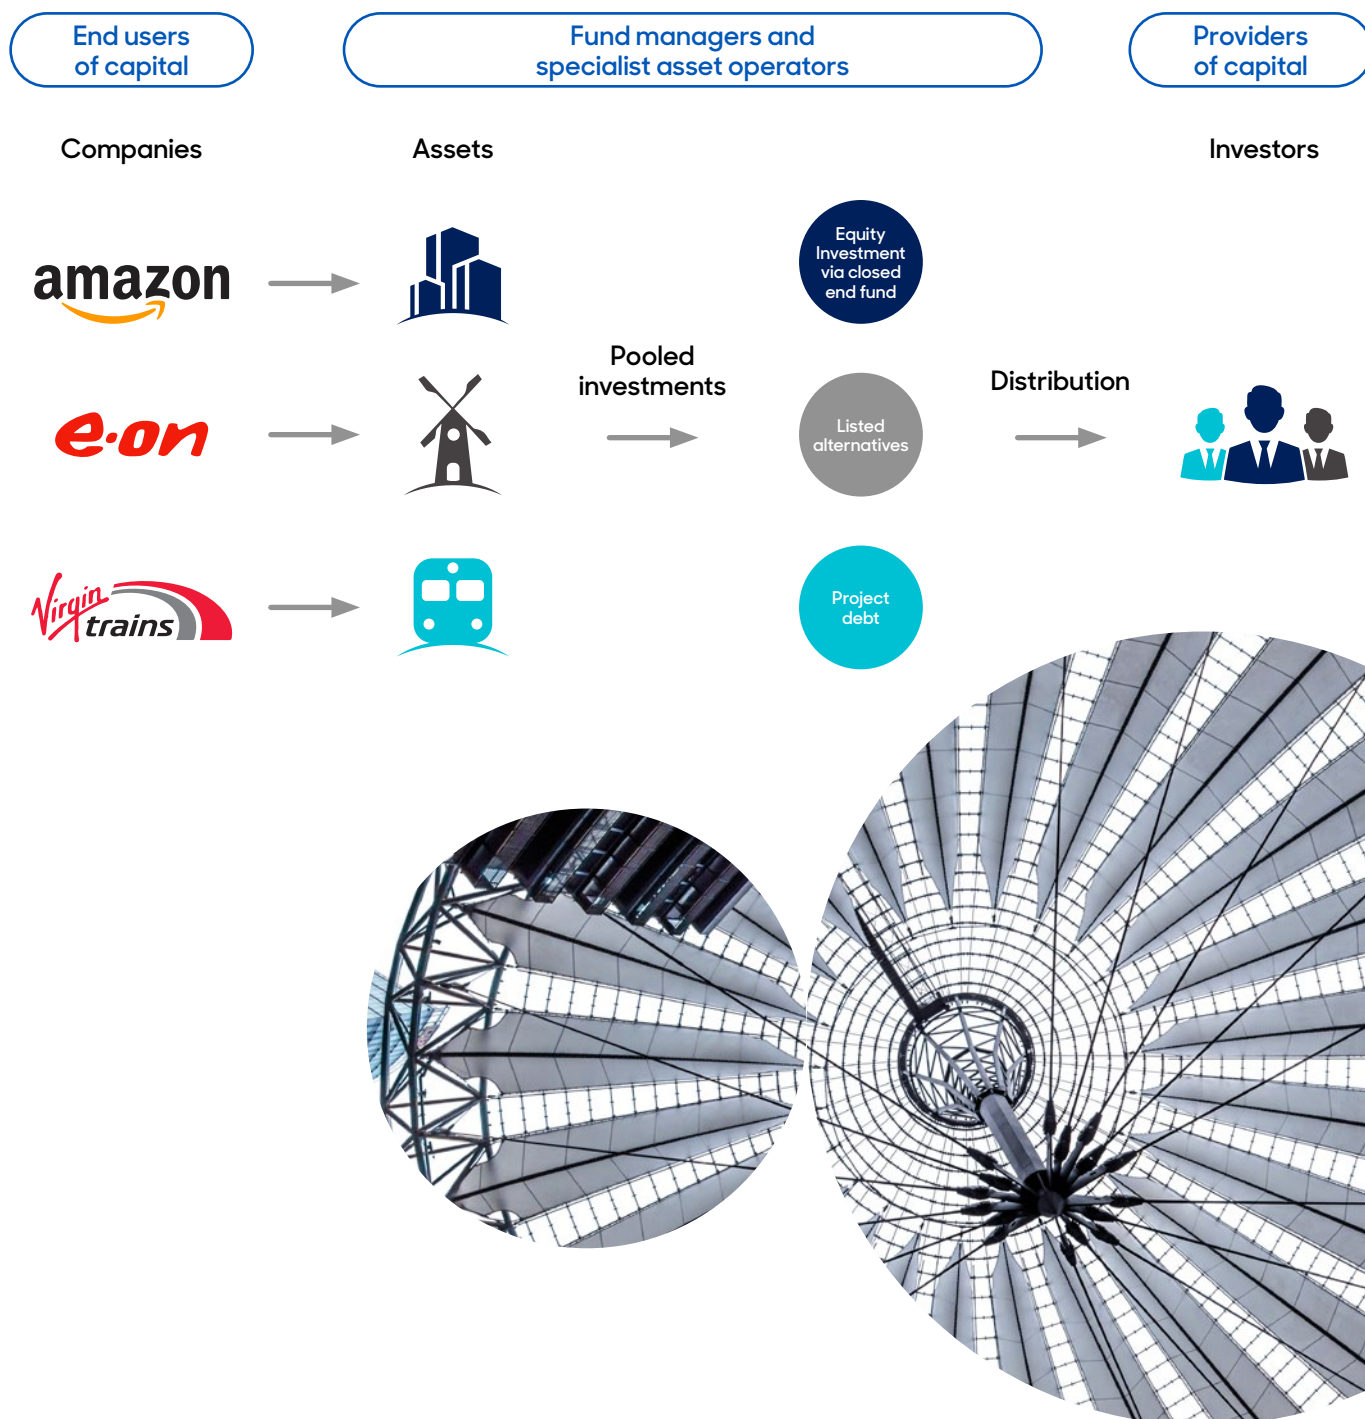 End users
of capital
Fund managers and
specialist asset operators
Providers
of capital
Companies
Assets
Investors
amazon
Equity
Investment
via closed
end fund
Pooled
investments
Distribution
e·on
Listed
alternatives
Virgin
trains
Project
debt